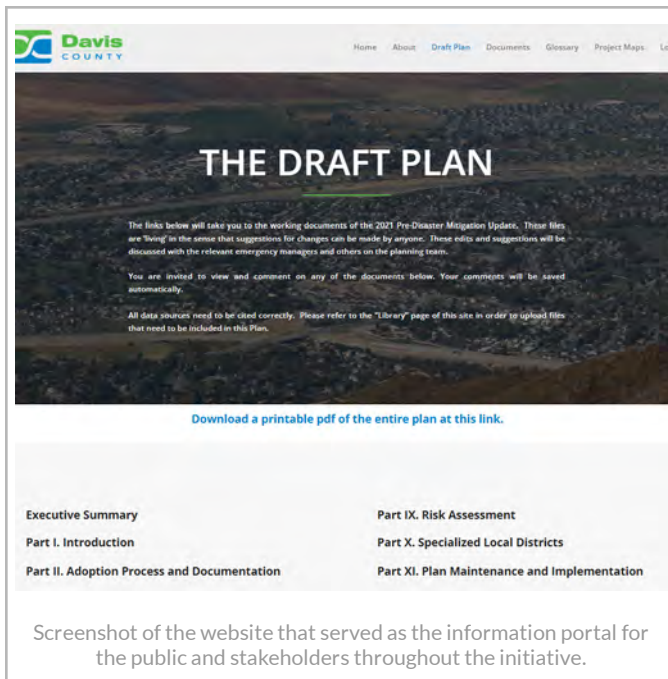 Davis
COUNTY
Home About Draft Plan Documents Glossary Project Maps
THE DRAFT PLAN
The links below will take you to the working documents of the 2021 Pre-Disaster Mitigation Update. These files
are 'living' in the sense that suggestions for changes can be made by anyone. These edits and suggestions will be
discussed with the relevant emergency managers and others on the planning team.
You are invited to view and comment on any of the documents below. Your comments will be saved
automatically.
All data sources need to be cited correctly. Please refer to the "Library" page of this site in order to upload files
that need to be included in this Plan.
Download a printable pdf of the entire plan at this link.
Executive Summary
Part I. Introduction
Part II. Adoption Process and Documentation
Part IX. Risk Assessment
Part X. Specialized Local Districts
Part XI. Plan Maintenance and Implementation
Screenshot of the website that served as the information portal for
the public and stakeholders throughout the initiative.